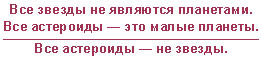 Все звезды не являются планетами.
Все астероиды — это малые планеты.
Все астероиды — не звезды.